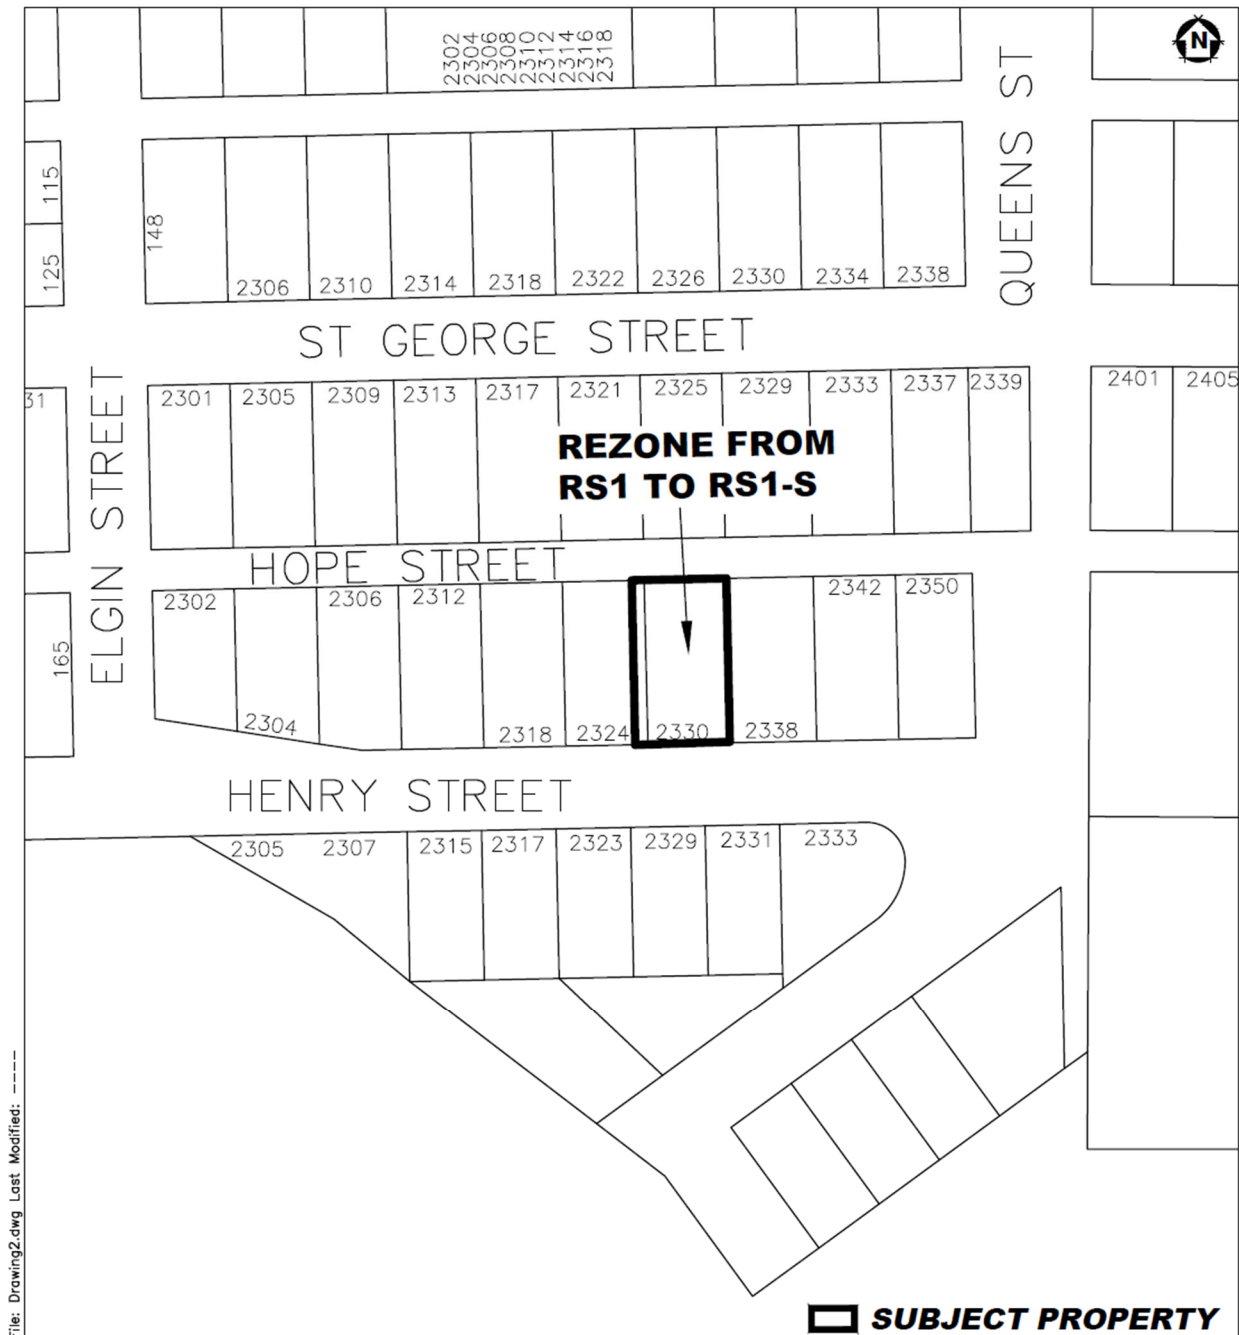 2302
2304
2306
2308
2310
2312
2314
2316
2318
N
QUEENS ST
115
125
148
2306 2310 2314 2318 2322 2326 2330 2334 2338
ST GEORGE STREET
31
ELGIN STREET
2301 2305 2309 2313 2317 2321 2325 2329 2333 2337 2339 2401 2405
REZONE FROM
RS1 TO RS1-S
HOPE STREET
165
2302 2306 2312 2342 2350
2304 2318 2324 2330 2338
HENRY STREET
2305 2307 2315 2317 2323 2329 2331 2333
File: Drawing2.dwg Last Modified: ----
SUBJECT PROPERTY